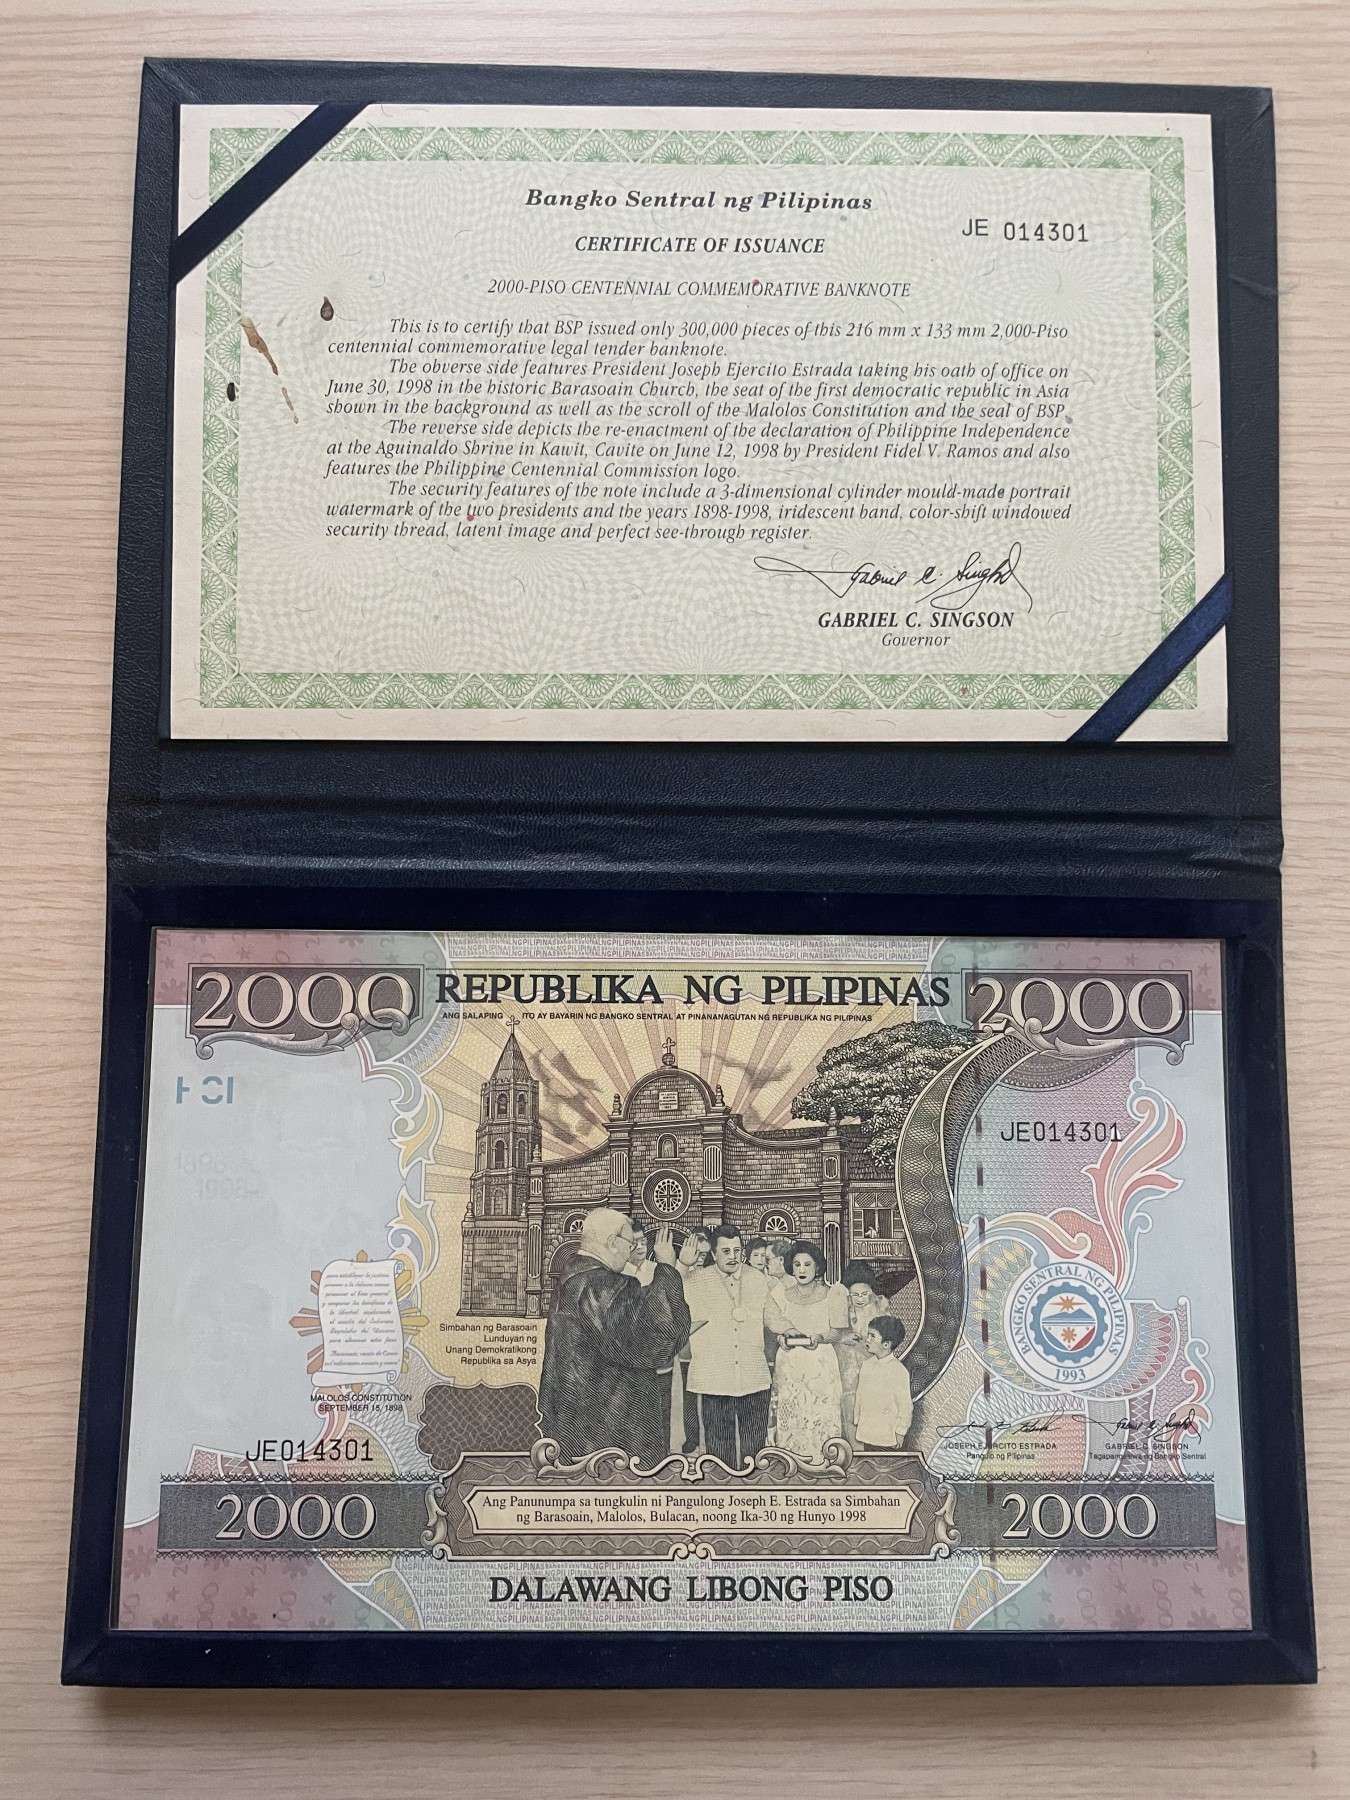 Bangko Sentral ng Pilipinas
JE 014301
CERTIFICATE OF ISSUANCE
2000-PISO CENTENNIAL COMMEMORATIVE BANKNOTE
This is to certify that BSP issued only 300,000 pieces of this 216 mm x 133 mm 2,000-Piso
centennial commemorative legal tender banknote.
The obverse side features President Joseph Ejercito Estrada taking his oath of office on
June 30, 1998 in the historic Barasoain Church, the seat of the first democratic republic in Asia
shown in the background as well as the scroll of the Malolos Constitution and the seal of BSP.
The reverse side depicts the re-enactment of the declaration of Philippine Independence
at the Aguinaldo Shrine in Kawit, Cavite on June 12, 1998 by President Fidel V. Ramos and also
features the Philippine Centennial Commission logo.
The security features of the note include a 3-dimensional cylinder mould-made portrait
watermark of the two presidents and the years 1898-1998, iridescent band, color-shift windowed
security thread, latent image and perfect see-through register.
GABRIEL C. SINGSON
Governor
2000 REPUBLIKA NG PILIPINAS 2000
ANG SALAPING ITO AY BAYARIN NG BANGKO SENTRAL AT PINANANAGUTAN NG REPUBLIKA NG PILIPINAS
JE014301
1898
1998
BANGKO SENTRAL NG PILIPINAS
1993
Simbahan ng Barasoain
Lunduyan ng
Unang Demokratikong
Republika sa Asya
MALOLOS CONSTITUTION
SEPTEMBER 15, 1898
JE014301
JOSEPH EJERCITO ESTRADA
Pangulo ng Pilipinas
GABRIEL C. SINGSON
Tagapangasiwa ng Bangko Sentral
2000
Ang Panunumpa sa tungkulin ni Pangulong Joseph E. Estrada sa Simbahan
ng Barasoain, Malolos, Bulacan, noong Ika-30 ng Hunyo 1998
2000
DALAWANG LIBONG PISO